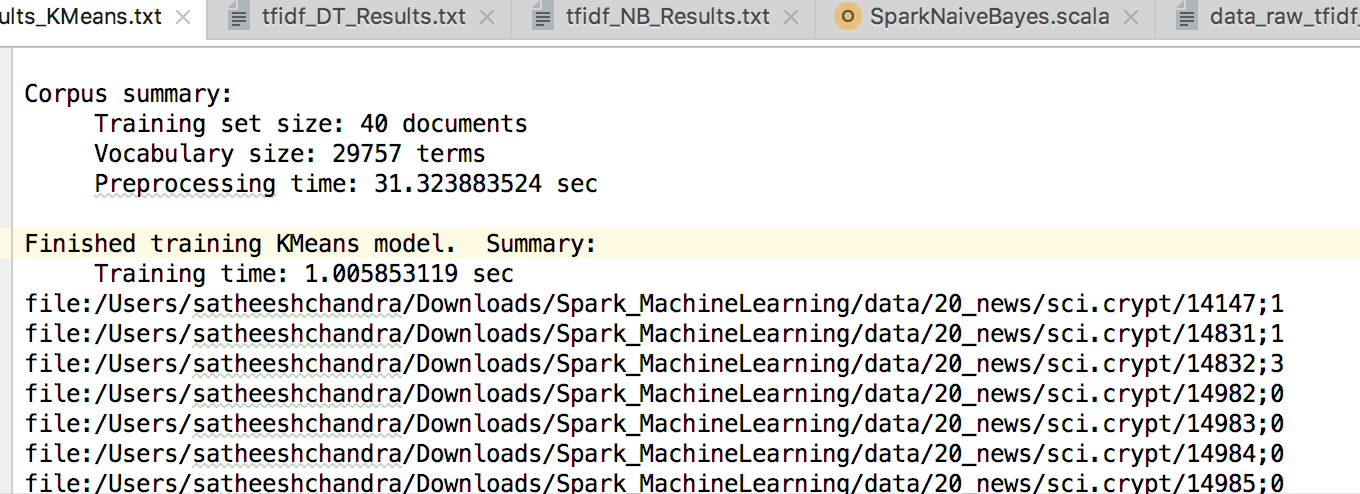 ults_KMeans.txt tfidf_DT_Results.txt tfidf_NB_Results.txt SparkNaiveBayes.scala data_raw_tfidf_
Corpus summary:
Training set size: 40 documents
Vocabulary size: 29757 terms
Preprocessing time: 31.323883524 sec
Finished training KMeans model.  Summary:
Training time: 1.005853119 sec
file:/Users/satheeshchandra/Downloads/Spark_MachineLearning/data/20_news/sci.crypt/14147;1
file:/Users/satheeshchandra/Downloads/Spark_MachineLearning/data/20_news/sci.crypt/14831;1
file:/Users/satheeshchandra/Downloads/Spark_MachineLearning/data/20_news/sci.crypt/14832;3
file:/Users/satheeshchandra/Downloads/Spark_MachineLearning/data/20_news/sci.crypt/14982;0
file:/Users/satheeshchandra/Downloads/Spark_MachineLearning/data/20_news/sci.crypt/14983;0
file:/Users/satheeshchandra/Downloads/Spark_MachineLearning/data/20_news/sci.crypt/14984;0
file:/Users/satheeshchandra/Downloads/Spark_MachineLearning/data/20_news/sci.crypt/14985;0